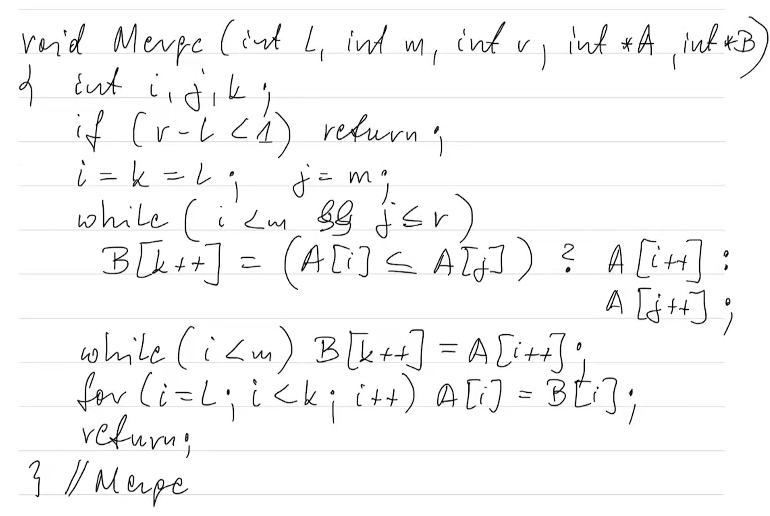 void Merge (int L, int m, int r, int *A, int *B)
{ int i, j, k;
if (r-L<1) return;
i = k = L; j = m;
while (i<m && j≤r)
B[k++] = (A[i] ≤ A[j]) ? A[i++] :
A[j++];
while (i<m) B[k++] = A[i++];
for (i=L; i<k; i++) A[i] = B[i];
return;
} // Merge